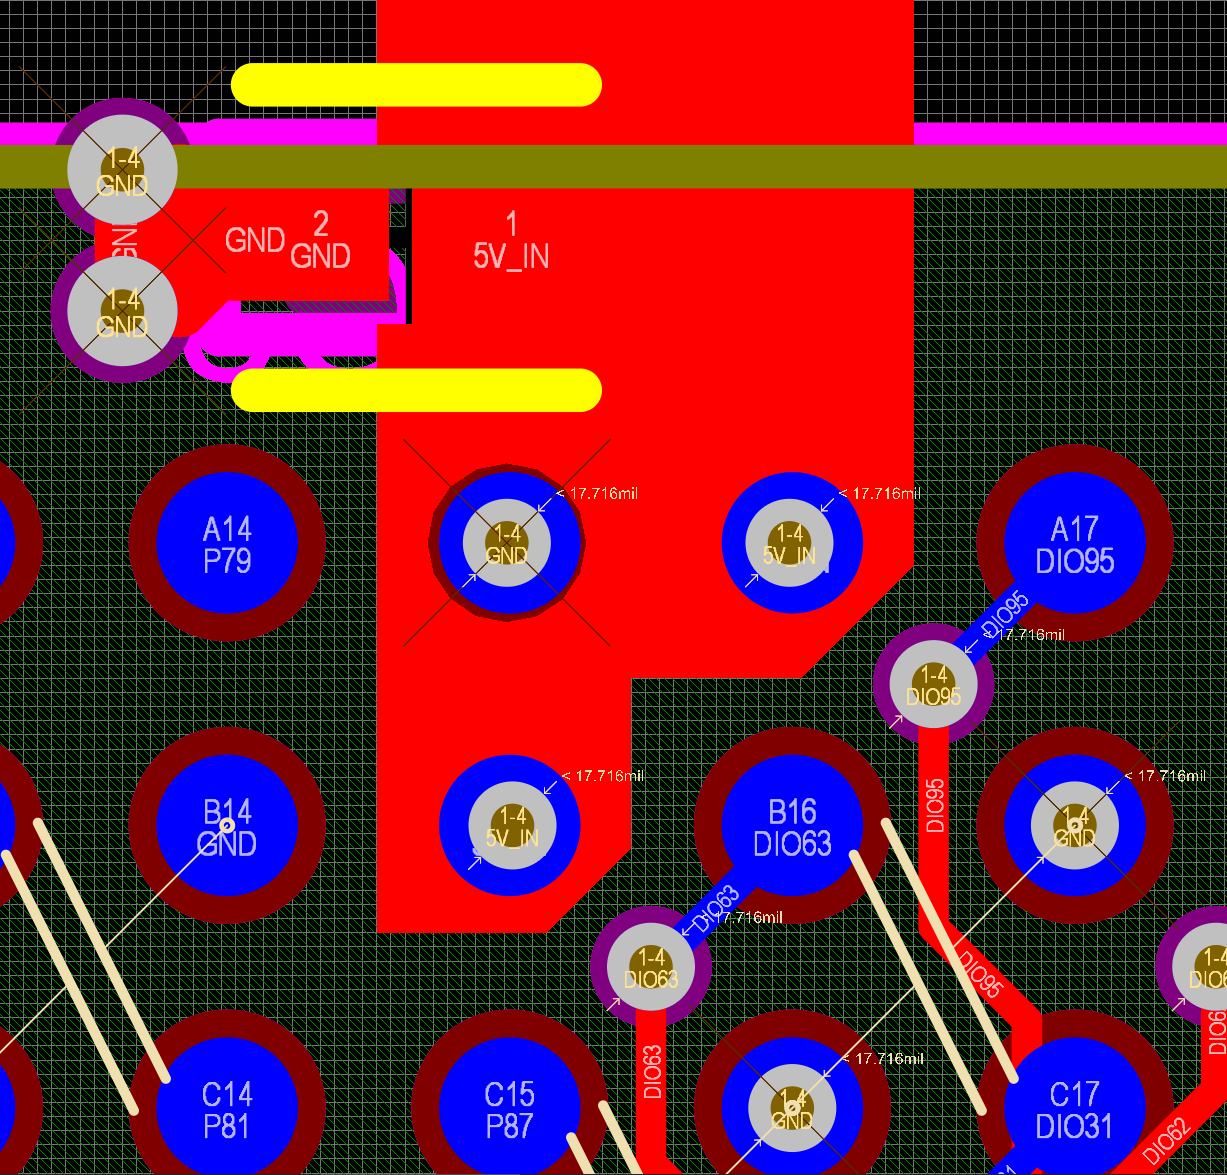 1-4
GND
GND
2
GND
GND
1
5V_IN
1-4
GND
< 17.716mil
< 17.716mil
A14
P79
1-4
GND
1-4
5V_IN
A17
DIO95
DIO95
< 17.716mil
1-4
DIO95
< 17.716mil
< 17.716mil
DIO95
B14
GND
1-4
5V_IN
B16
DIO63
1-4
GND
DIO63
17.716mil
1-4
DIO63
DIO95
1-4
DIO63
< 17.716mil
C14
P81
C15
P87
1-4
GND
C17
DIO31
DIO62